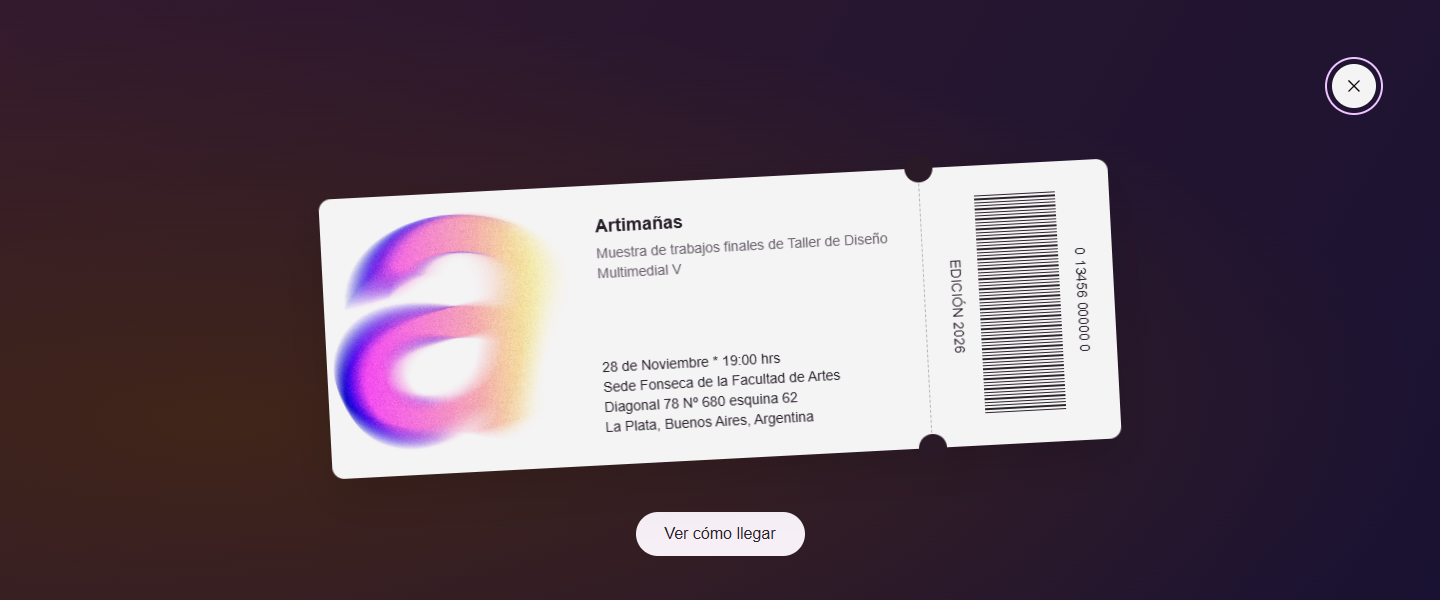 a
Artimañas
Muestra de trabajos finales de Taller de Diseño
Multimedial V
28 de Noviembre * 19:00 hrs
Sede Fonseca de la Facultad de Artes
Diagonal 78 Nº 680 esquina 62
La Plata, Buenos Aires, Argentina
EDICIÓN 2026
0 13456 00000 0
Ver cómo llegar